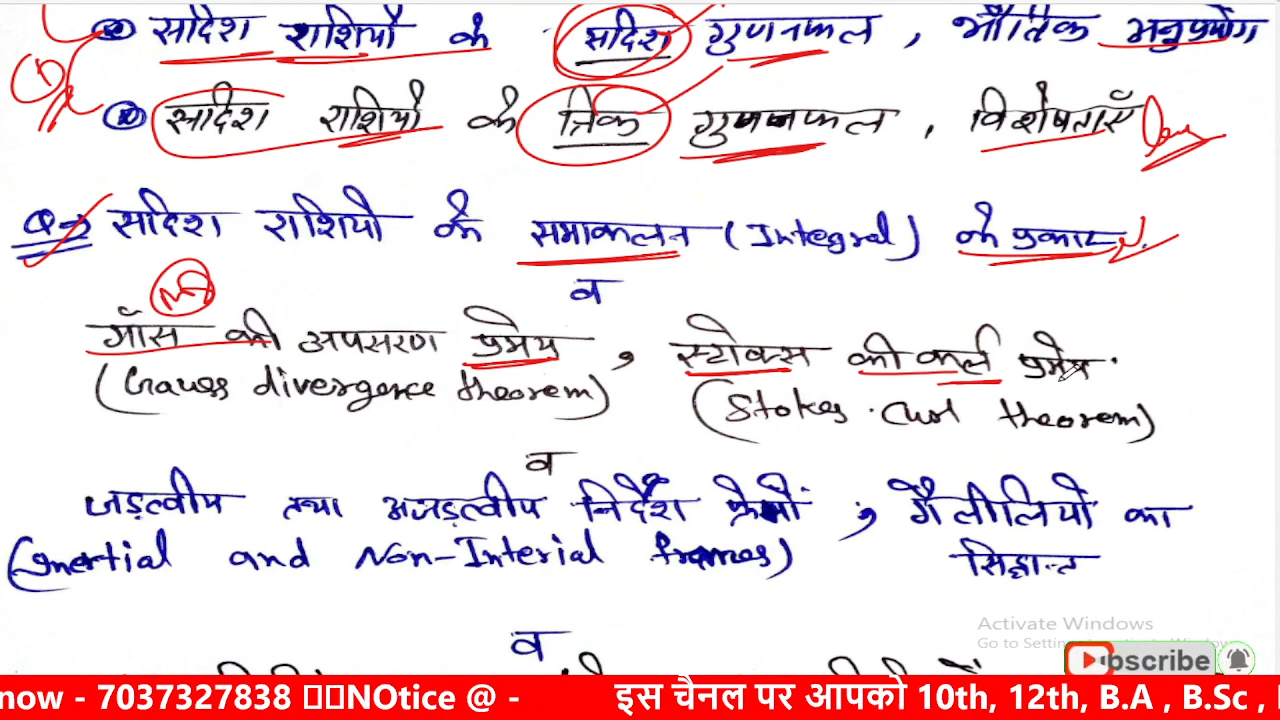 सदिश राशियों के सदिश गुणनफल , भौतिक अनुप्रयोग
सदिश राशियों के त्रिक गुणनफल , विशेषताएँ
Q-2 सदिश राशियों के समाकलन (Integral) के प्रकार
व
गॉस की अपसरण प्रमेय , स्टोक्स की कर्ल प्रमेय .
(Gauss divergence theorem) (Stokes . Curl theorem)
व
जड़त्वीय तथा अजड़त्वीय निर्देश फ्रेमों , गैलीलियो का
(Inertial and Non-Interial frames) सिद्धान्त
व
Activate Windows
Subscribe
now - 7037327838 NOtice @ - इस चैनल पर आपको 10th, 12th, B.A , B.Sc ,